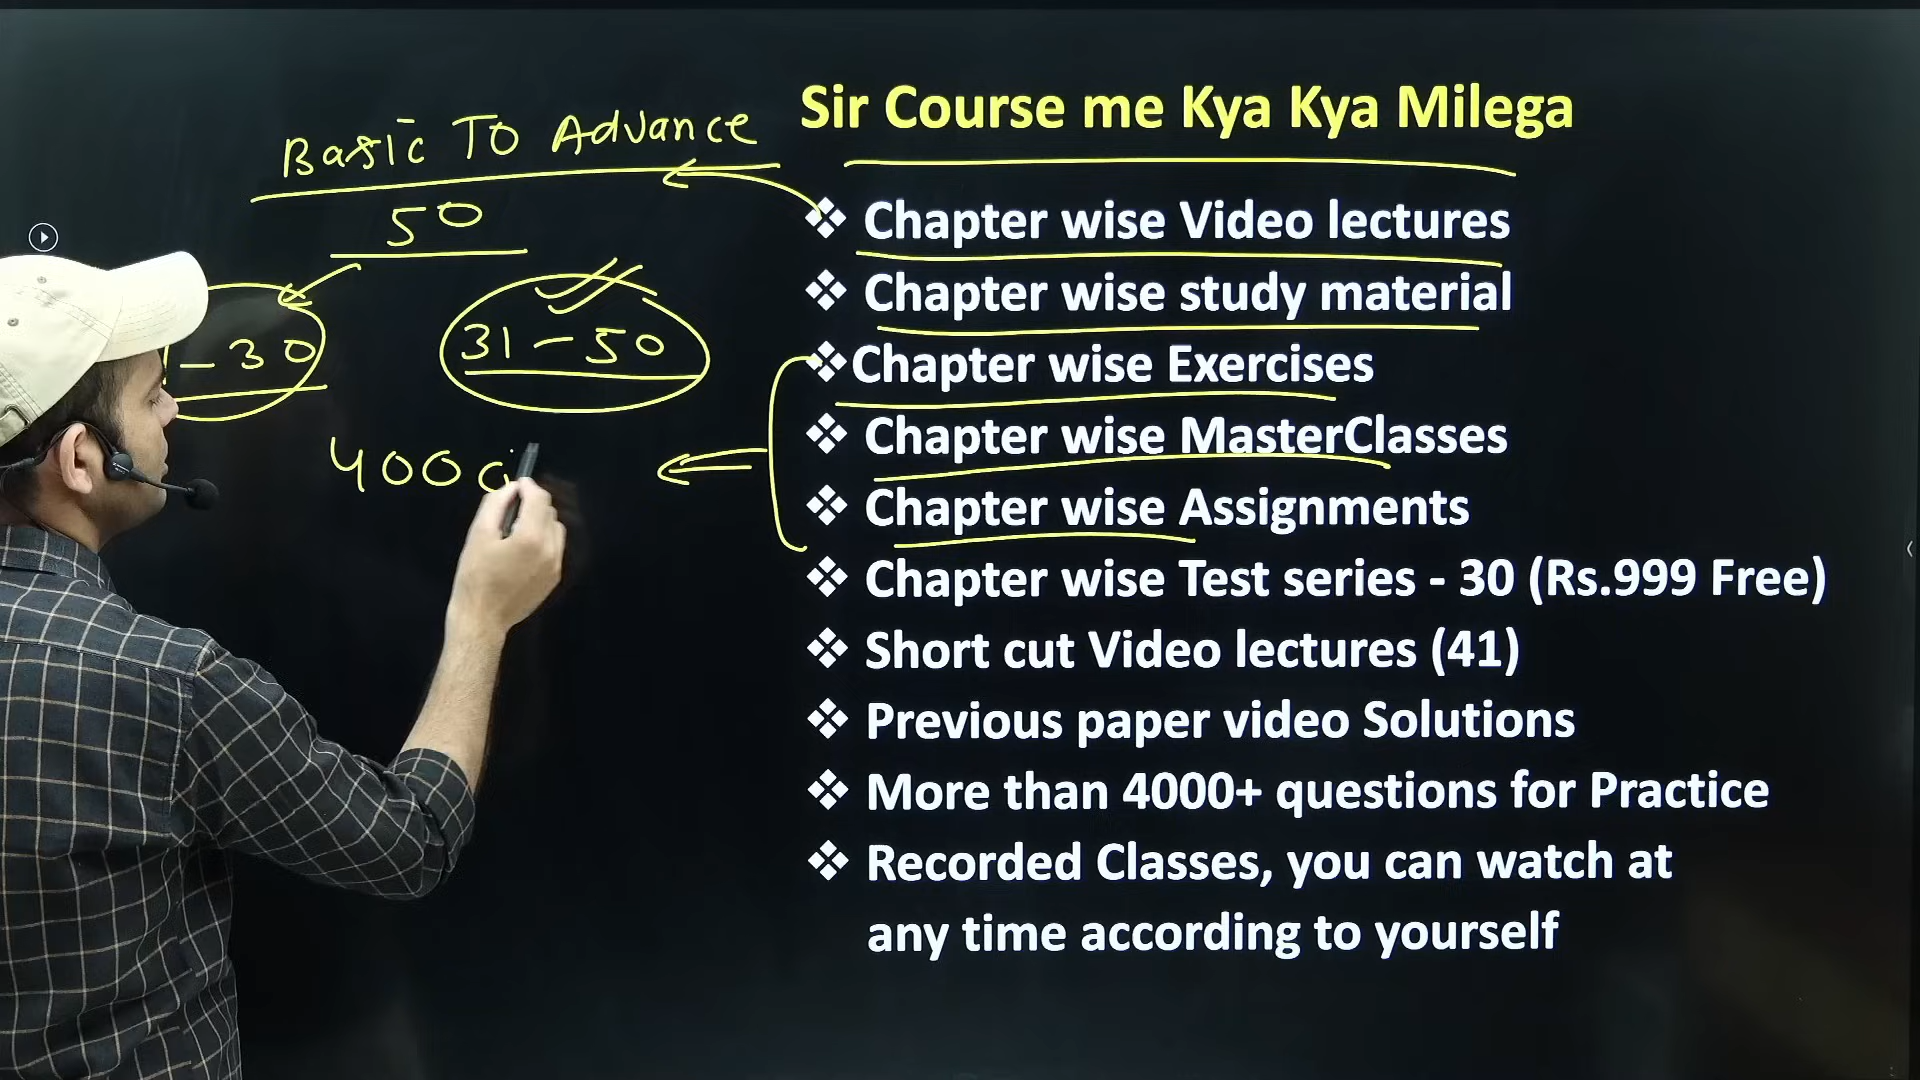 Sir Course me Kya Kya Milega
❖ Chapter wise Video lectures
❖ Chapter wise study material
❖ Chapter wise Exercises
❖ Chapter wise MasterClasses
❖ Chapter wise Assignments
❖ Chapter wise Test series - 30 (Rs.999 Free)
❖ Short cut Video lectures (41)
❖ Previous paper video Solutions
❖ More than 4000+ questions for Practice
❖ Recorded Classes, you can watch at
any time according to yourself
Basic TO Advance
50
- 30
31 - 50
400